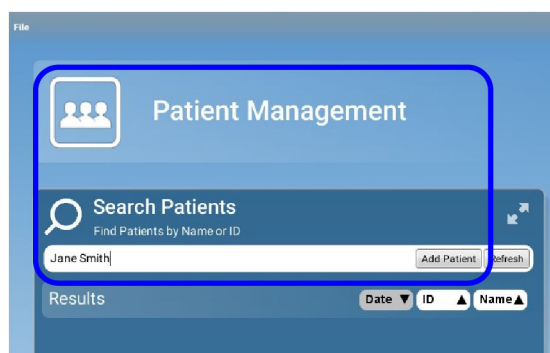 File
Patient Management
Search Patients
Find Patients by Name or ID
Jane Smith Add Patient Refresh
Results Date ▼ ID ▲ Name▲